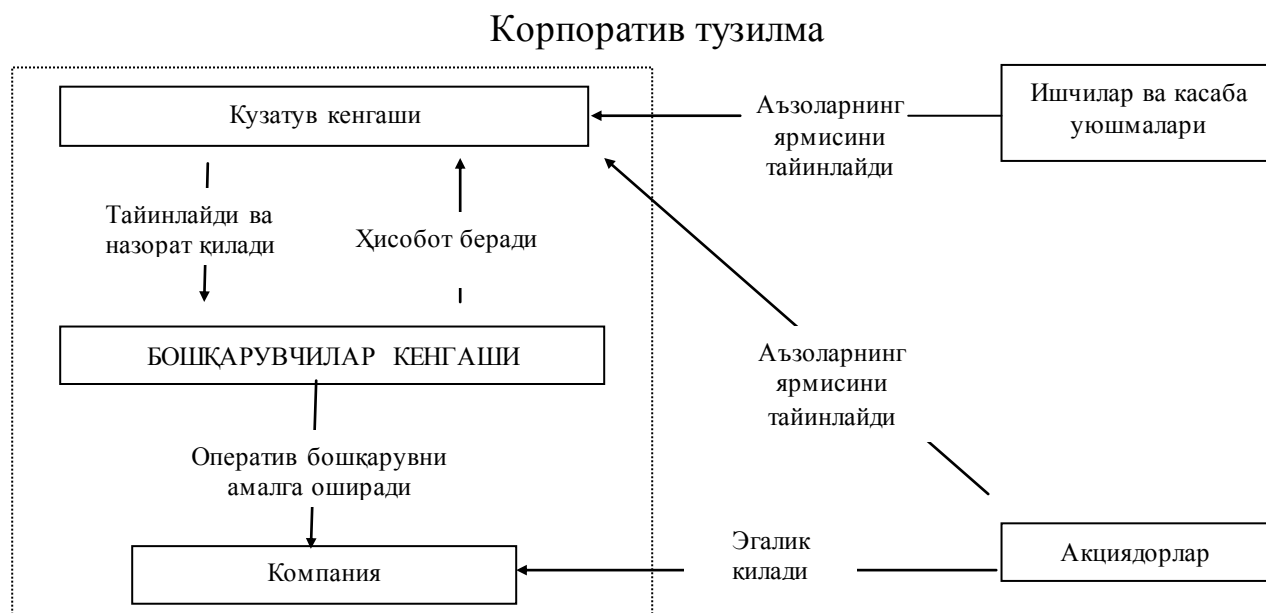 Корпоратив тузилма
Кузатув кенгаши
Аъзоларнинг
ярмисини
тайинлайди
Ишчилар ва касаба
уюшмалари
Тайинлайди ва
назорат қилади
Ҳисобот беради
БОШҚАРУВЧИЛАР КЕНГАШИ
Аъзоларнинг
ярмисини
тайинлайди
Оператив бошқарувни
амалга оширади
Компания
Эгалик
қилади
Акциядорлар